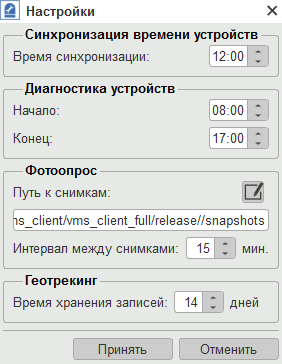 Настройки
Синхронизация времени устройств
Время синхронизации: 12:00
Диагностика устройств
Начало: 08:00
Конец: 17:00
Фотоопрос
Путь к снимкам:
ns_client/vms_client_full/release//snapshots
Интервал между снимками: 15 мин.
Геотрекинг
Время хранения записей: 14 дней
Принять Отменить